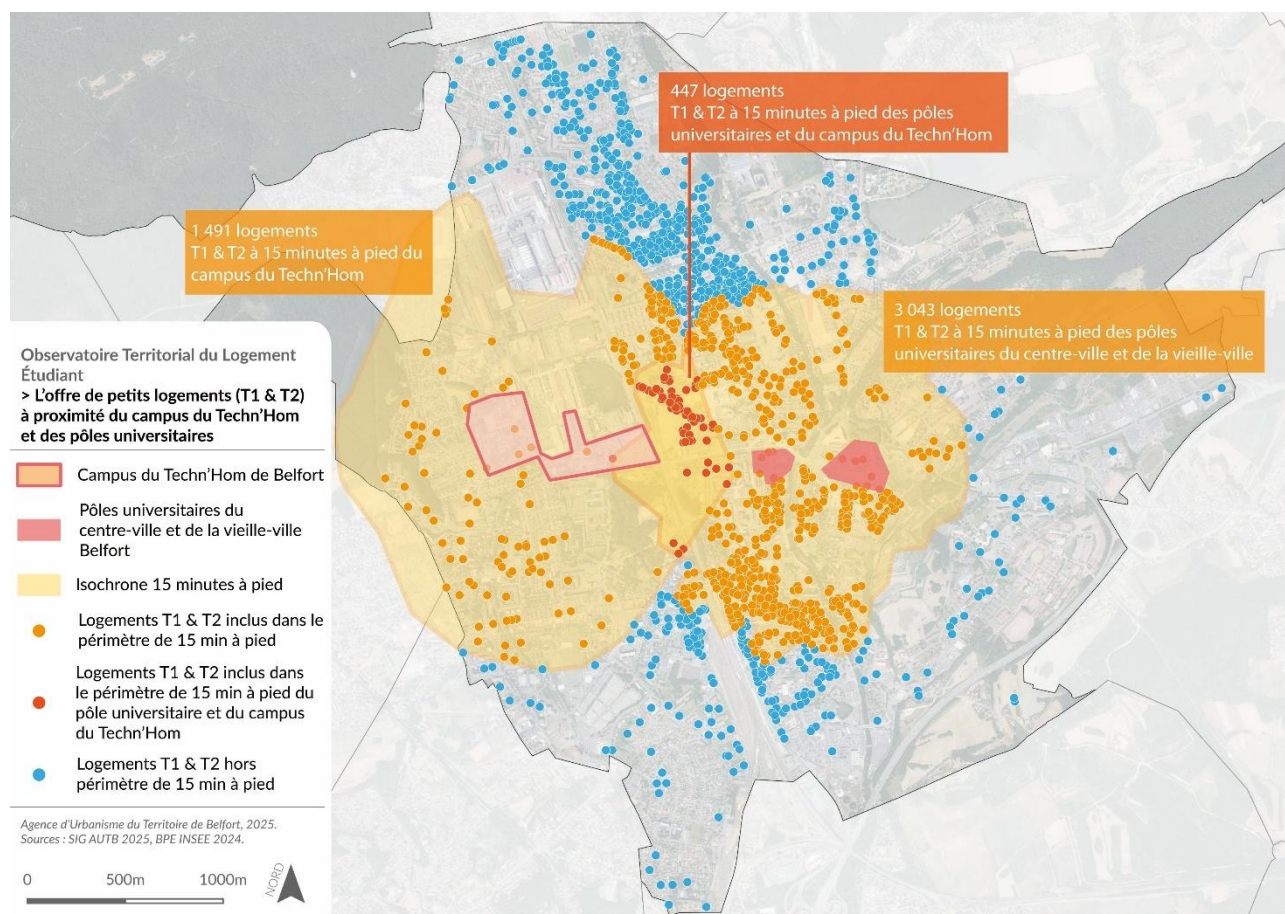 447 logements
T1 & T2 à 15 minutes à pied des pôles
universitaires et du campus du Techn'Hom
1 491 logements
T1 & T2 à 15 minutes à pied du
campus du Techn'Hom
3 043 logements
T1 & T2 à 15 minutes à pied des pôles
universitaires du centre-ville et de la vieille-ville
Observatoire Territorial du Logement
Étudiant
> L'offre de petits logements (T1 & T2)
à proximité du campus du Techn'Hom
et des pôles universitaires
Campus du Techn'Hom de Belfort
Pôles universitaires du
centre-ville et de la vieille-ville
Belfort
Isochrone 15 minutes à pied
Logements T1 & T2 inclus dans le
périmètre de 15 min à pied
Logements T1 & T2 inclus dans
le périmètre de 15 min à pied du
pôle universitaire et du campus
du Techn'Hom
Logements T1 & T2 hors
périmètre de 15 min à pied
Agence d'Urbanisme du Territoire de Belfort, 2025.
Sources : SIG AUTB 2025, BPE INSEE 2024.
0 500m 1000m
NORD